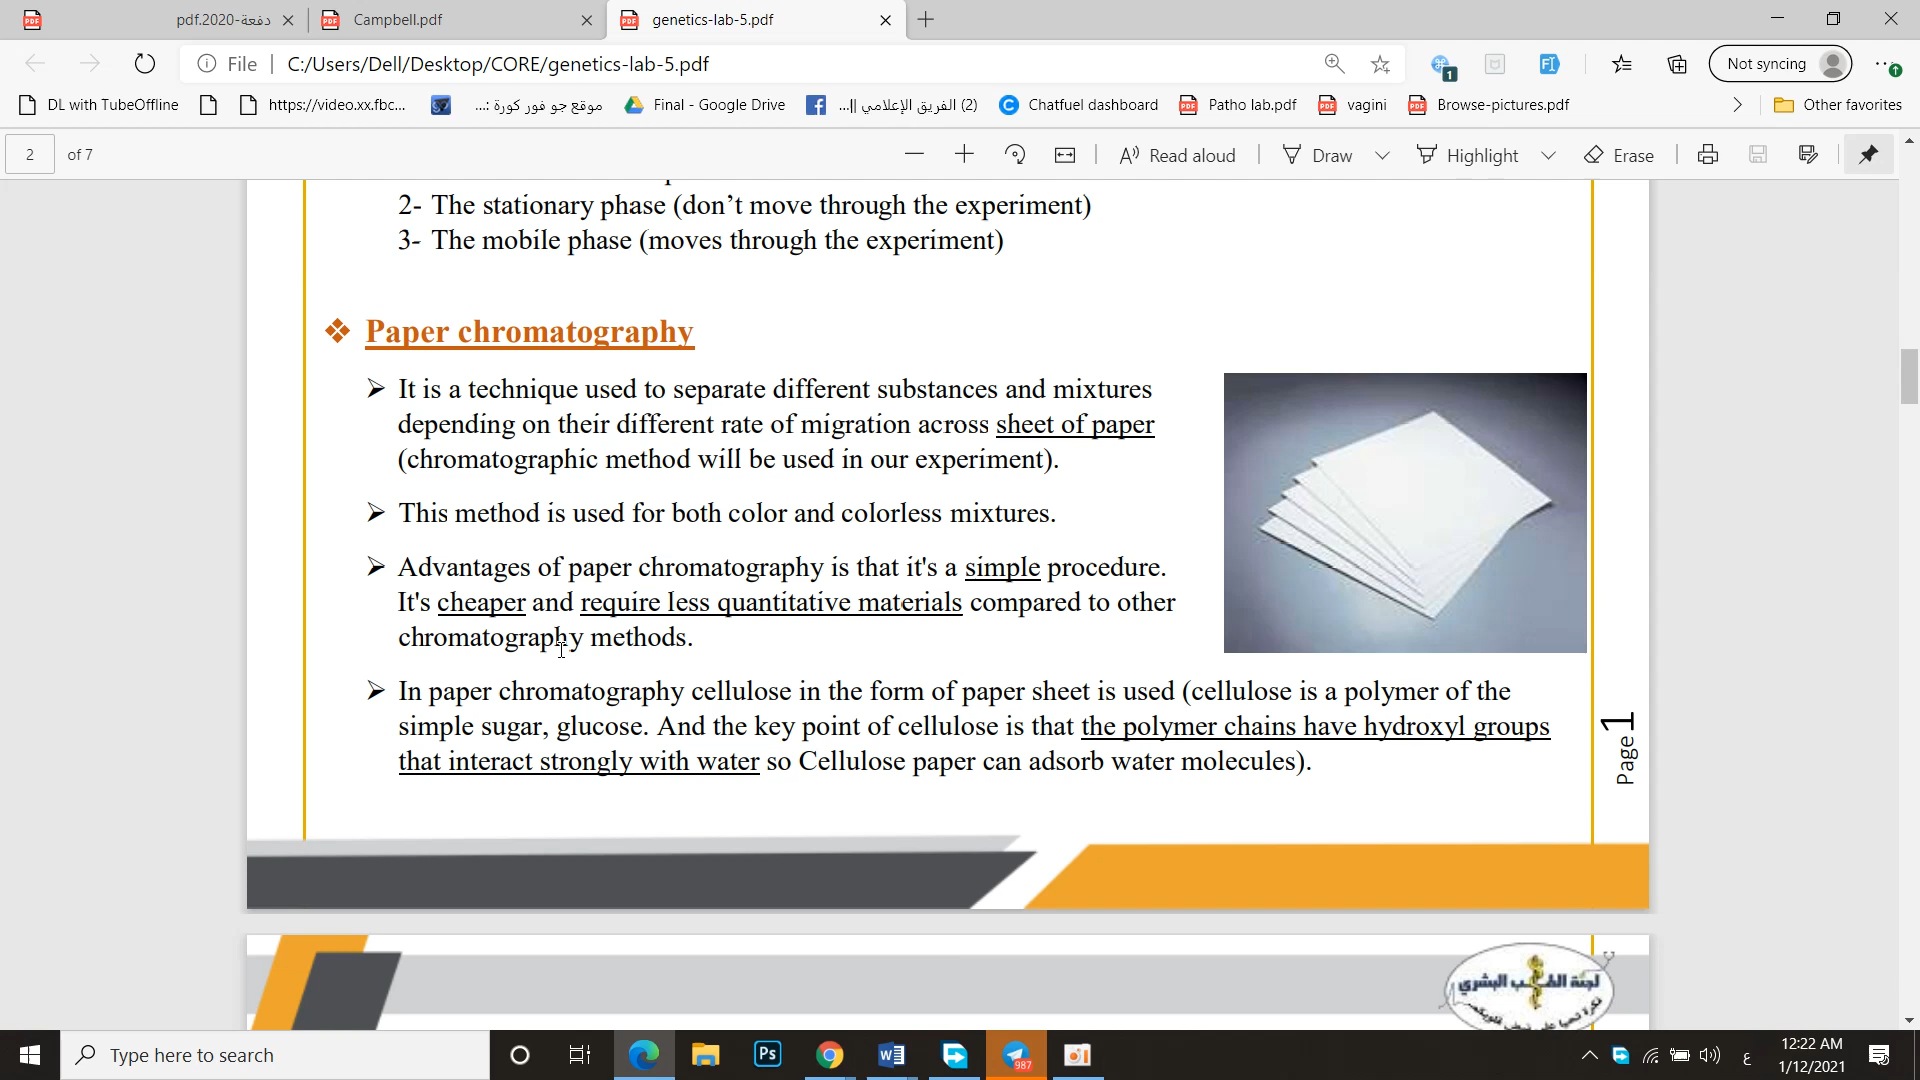 دفعة-2020.pdf
Campbell.pdf
genetics-lab-5.pdf
File
C:/Users/Dell/Desktop/CORE/genetics-lab-5.pdf
1
Not syncing
DL with TubeOffline
https://video.xx.fbc...
موقع جو فور كورة :...
Final - Google Drive
(2) الفريق الإعلامي ||...
Chatfuel dashboard
Patho lab.pdf
vagini
Browse-pictures.pdf
Other favorites
2 of 7
Read aloud
Draw
Highlight
Erase
2- The stationary phase (don’t move through the experiment)
3- The mobile phase (moves through the experiment)
❖ Paper chromatography
➢ It is a technique used to separate different substances and mixtures
depending on their different rate of migration across sheet of paper
(chromatographic method will be used in our experiment).
➢ This method is used for both color and colorless mixtures.
➢ Advantages of paper chromatography is that it's a simple procedure.
It's cheaper and require less quantitative materials compared to other
chromatography methods.
➢ In paper chromatography cellulose in the form of paper sheet is used (cellulose is a polymer of the
simple sugar, glucose. And the key point of cellulose is that the polymer chains have hydroxyl groups
that interact strongly with water so Cellulose paper can adsorb water molecules).
Page 1
لجنة الطب البشري
Type here to search
Ps
987
ع
12:22 AM
1/12/2021